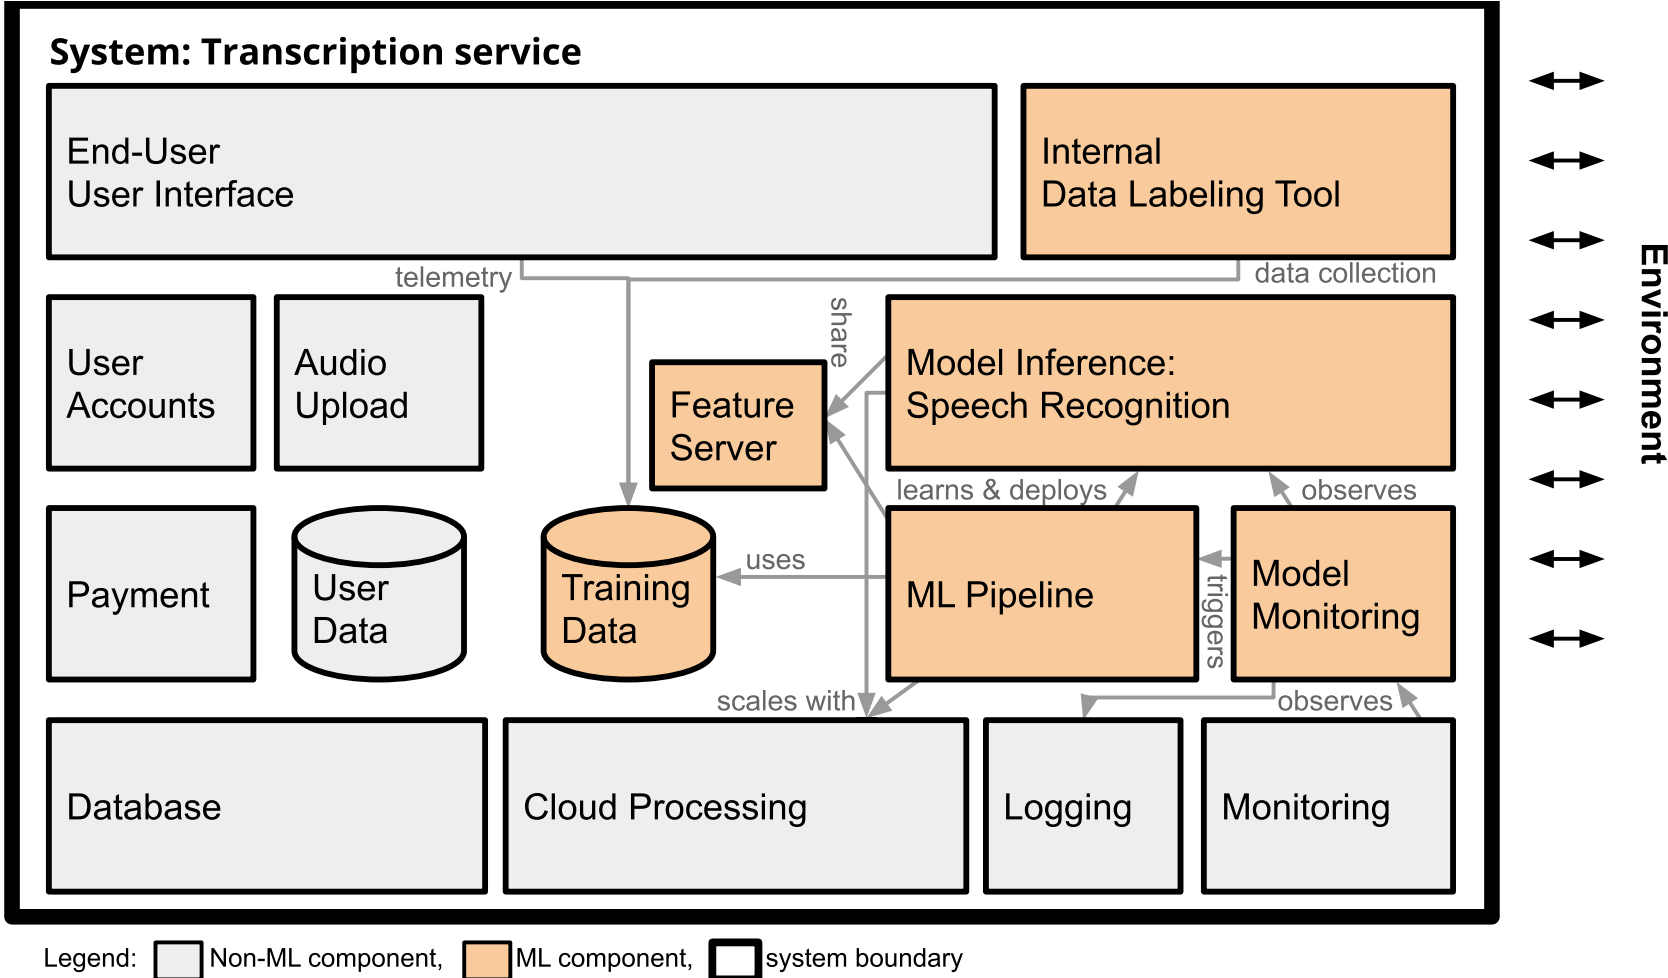 System: Transcription service
End-User
User Interface
Internal
Data Labeling Tool
telemetry
data collection
User
Accounts
Audio
Upload
share
Feature
Server
Model Inference:
Speech Recognition
learns & deploys
observes
Payment
User
Data
Training
Data
uses
ML Pipeline
triggers
Model
Monitoring
scales with
observes
Database
Cloud Processing
Logging
Monitoring
Environment
Legend: Non-ML component, ML component, system boundary